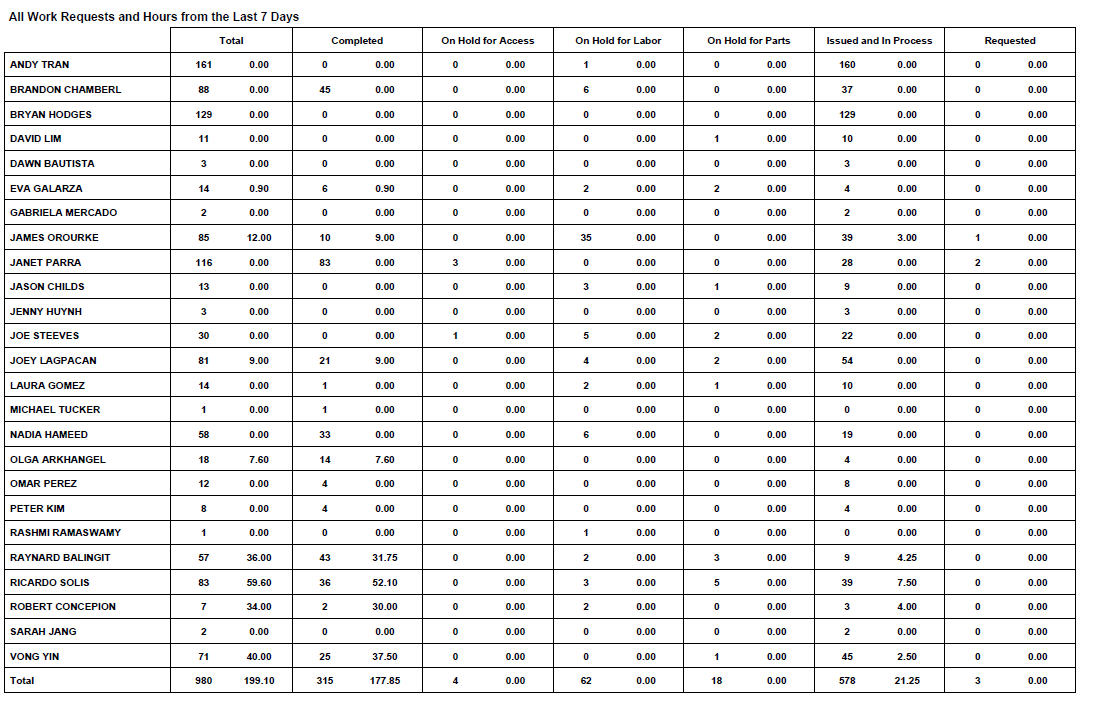 All Work Requests and Hours from the Last 7 Days
Total Completed On Hold for Access On Hold for Labor On Hold for Parts Issued and In Process Requested
ANDY TRAN 161 0.00 0 0.00 0 0.00 1 0.00 0 0.00 160 0.00 0 0.00
BRANDON CHAMBERL 88 0.00 45 0.00 0 0.00 6 0.00 0 0.00 37 0.00 0 0.00
BRYAN HODGES 129 0.00 0 0.00 0 0.00 0 0.00 0 0.00 129 0.00 0 0.00
DAVID LIM 11 0.00 0 0.00 0 0.00 0 0.00 1 0.00 10 0.00 0 0.00
DAWN BAUTISTA 3 0.00 0 0.00 0 0.00 0 0.00 0 0.00 3 0.00 0 0.00
EVA GALARZA 14 0.90 6 0.90 0 0.00 2 0.00 2 0.00 4 0.00 0 0.00
GABRIELA MERCADO 2 0.00 0 0.00 0 0.00 0 0.00 0 0.00 2 0.00 0 0.00
JAMES OROURKE 85 12.00 10 9.00 0 0.00 35 0.00 0 0.00 39 3.00 1 0.00
JANET PARRA 116 0.00 83 0.00 3 0.00 0 0.00 0 0.00 28 0.00 2 0.00
JASON CHILDS 13 0.00 0 0.00 0 0.00 3 0.00 1 0.00 9 0.00 0 0.00
JENNY HUYNH 3 0.00 0 0.00 0 0.00 0 0.00 0 0.00 3 0.00 0 0.00
JOE STEEVES 30 0.00 0 0.00 1 0.00 5 0.00 2 0.00 22 0.00 0 0.00
JOEY LAGPACAN 81 9.00 21 9.00 0 0.00 4 0.00 2 0.00 54 0.00 0 0.00
LAURA GOMEZ 14 0.00 1 0.00 0 0.00 2 0.00 1 0.00 10 0.00 0 0.00
MICHAEL TUCKER 1 0.00 1 0.00 0 0.00 0 0.00 0 0.00 0 0.00 0 0.00
NADIA HAMEED 58 0.00 33 0.00 0 0.00 6 0.00 0 0.00 19 0.00 0 0.00
OLGA ARKHANGEL 18 7.60 14 7.60 0 0.00 0 0.00 0 0.00 4 0.00 0 0.00
OMAR PEREZ 12 0.00 4 0.00 0 0.00 0 0.00 0 0.00 8 0.00 0 0.00
PETER KIM 8 0.00 4 0.00 0 0.00 0 0.00 0 0.00 4 0.00 0 0.00
RASHMI RAMASWAMY 1 0.00 0 0.00 0 0.00 1 0.00 0 0.00 0 0.00 0 0.00
RAYNARD BALINGIT 57 36.00 43 31.75 0 0.00 2 0.00 3 0.00 9 4.25 0 0.00
RICARDO SOLIS 83 59.60 36 52.10 0 0.00 3 0.00 5 0.00 39 7.50 0 0.00
ROBERT CONCEPION 7 34.00 2 30.00 0 0.00 2 0.00 0 0.00 3 4.00 0 0.00
SARAH JANG 2 0.00 0 0.00 0 0.00 0 0.00 0 0.00 2 0.00 0 0.00
VONG YIN 71 40.00 25 37.50 0 0.00 0 0.00 1 0.00 45 2.50 0 0.00
Total 980 199.10 315 177.85 4 0.00 62 0.00 18 0.00 578 21.25 3 0.00